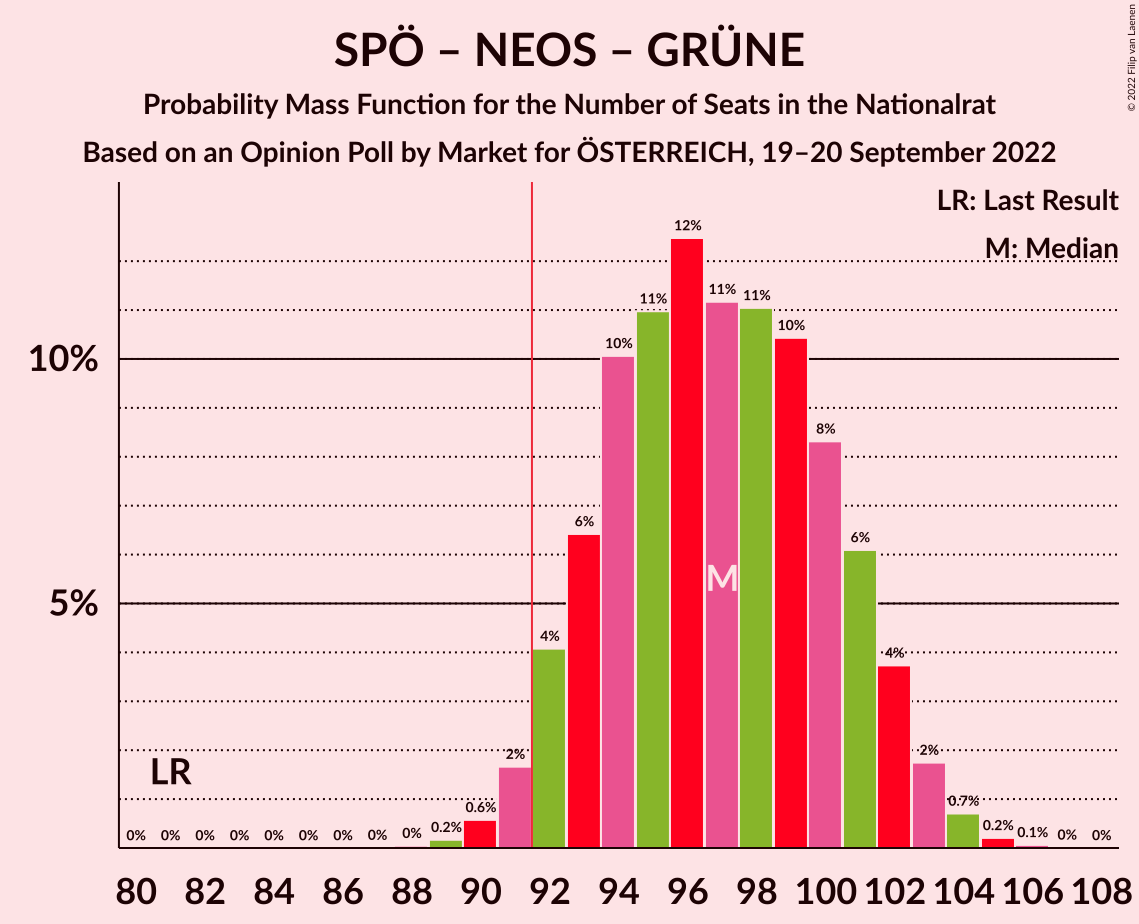 SPÖ – NEOS – GRÜNE
Probability Mass Function for the Number of Seats in the Nationalrat
Based on an Opinion Poll by Market for ÖSTERREICH, 19–20 September 2022
© 2022 Filip van Laenen
LR: Last Result
M: Median
10%
5%
LR
M
0% 0% 0% 0% 0% 0% 0% 0% 0% 0.2% 0.6% 2% 4% 6% 10% 11% 12% 11% 11% 10% 8% 6% 4% 2% 0.7% 0.2% 0.1% 0% 0%
80 82 84 86 88 90 92 94 96 98 100 102 104 106 108